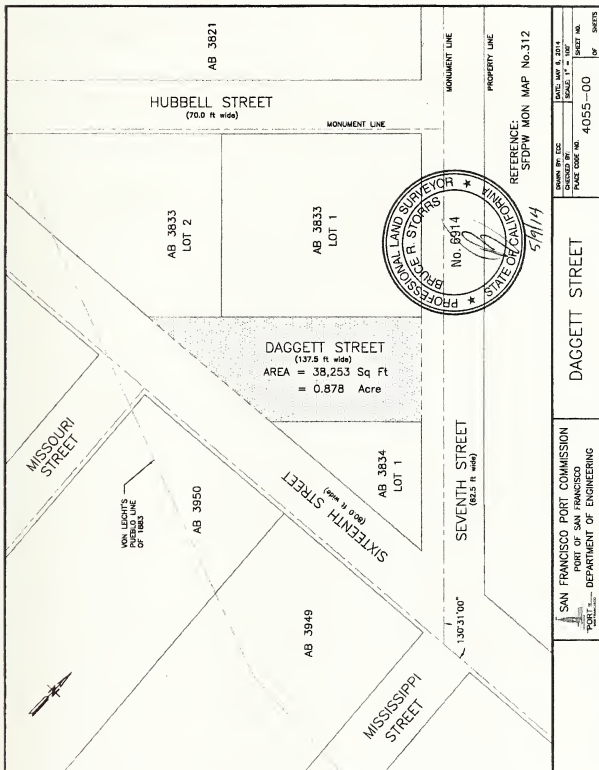 AB 3821
HUBBELL STREET
(70.0 ft wide)
MONUMENT LINE
MONUMENT LINE
PROPERTY LINE
REFERENCE:
SFDPW MON MAP No.312
AB 3833
LOT 2
AB 3833
LOT 1
PROFESSIONAL LAND SURVEYOR
BRUCE R. STORRS
No. 6914
STATE OF CALIFORNIA
5/9/14
DAGGETT STREET
(137.5 ft wide)
AREA = 38,253 Sq Ft
= 0.878 Acre
MISSOURI
STREET
VON LEICHT'S
PUEBLO LINE
OF 1883
AB 3950
SIXTEENTH STREET
(80.0 ft wide)
AB 3834
LOT 1
SEVENTH STREET
(82.5 ft wide)
AB 3949
130°31'00"
MISSISSIPPI
STREET
SAN FRANCISCO PORT COMMISSION
PORT OF SAN FRANCISCO
DEPARTMENT OF ENGINEERING
PORT
DAGGETT STREET
DRAWN BY: ECC
DATE: MAY 8, 2014
CHECKED BY:
SCALE: 1" = 100'
PLACE CODE NO.
4055-00
SHEET NO.
OF SHEETS